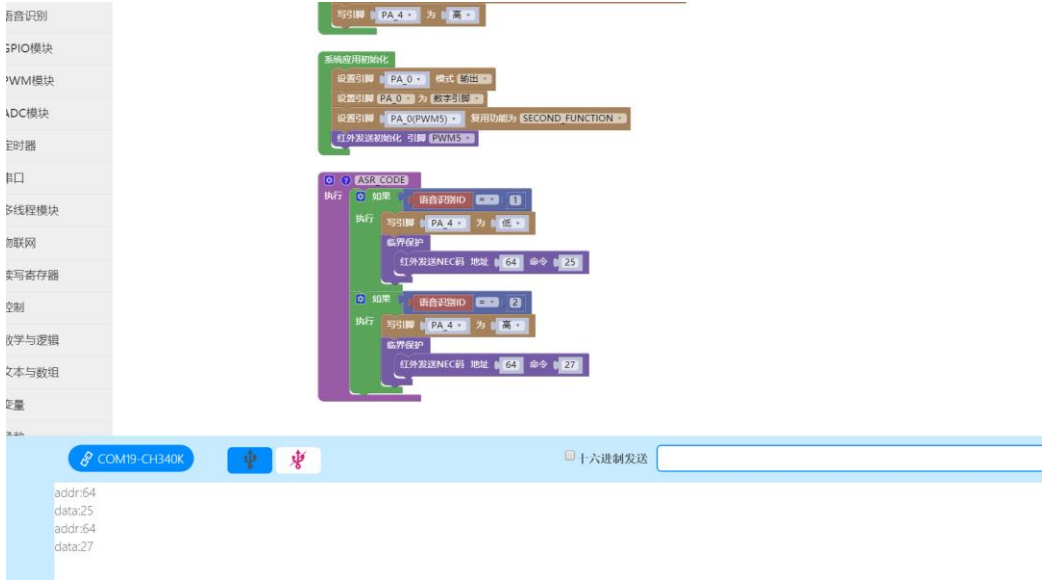 语音识别
GPIO模块
PWM模块
ADC模块
定时器
串口
多线程模块
物联网
读写寄存器
控制
数学与逻辑
文本与数组
变量
写引脚 PA_4 为 高
系统应用初始化
设置引脚 PA_0 模式 输出
设置引脚 PA_0 为 数字引脚
设置引脚 PA_0(PWM5) 复用功能为 SECOND_FUNCTION
红外发送初始化 引脚 PWM5
ASR_CODE
执行 如果 语音识别ID = 1
执行 写引脚 PA_4 为 低
临界保护
红外发送NEC码 地址 64 命令 25
如果 语音识别ID = 2
执行 写引脚 PA_4 为 高
临界保护
红外发送NEC码 地址 64 命令 27
COM19-CH340K
十六进制发送
addr:64
data:25
addr:64
data:27